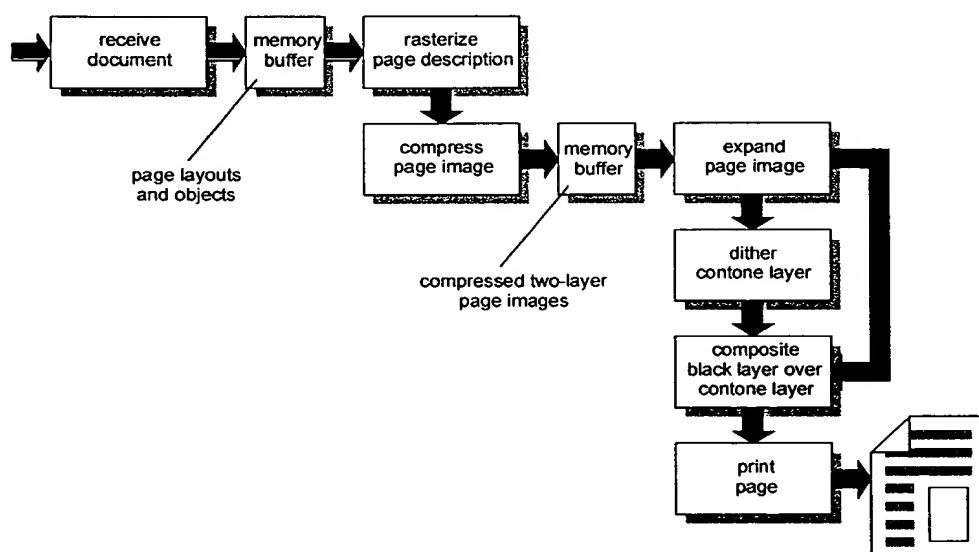 receive
document
memory
buffer
rasterize
page description
page layouts
and objects
compress
page image
memory
buffer
expand
page image
compressed two-layer
page images
dither
contone layer
composite
black layer over
contone layer
print
page